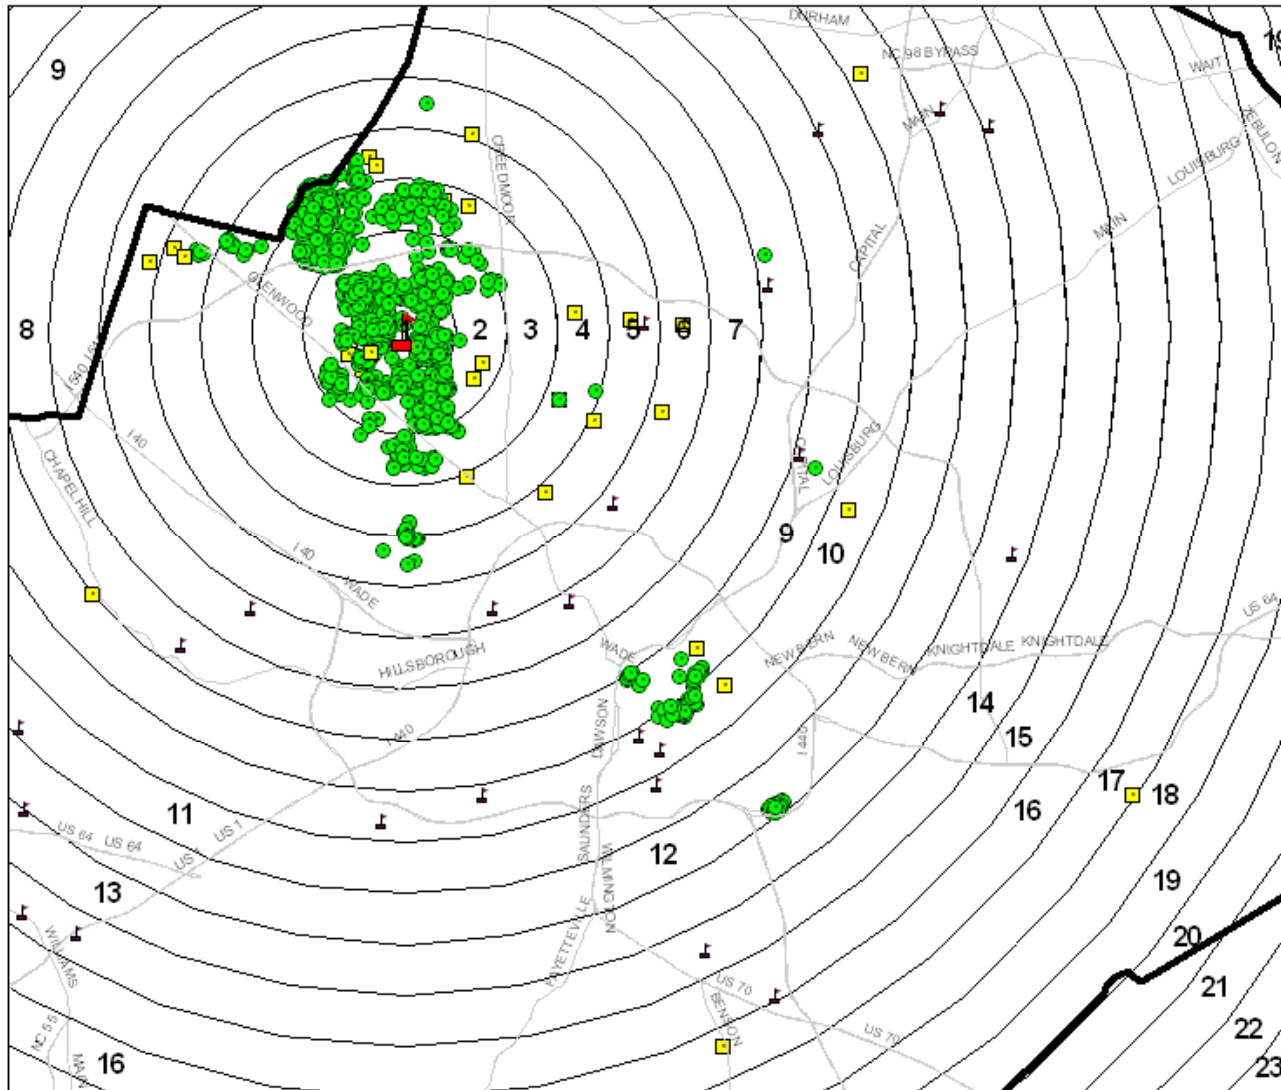 DURHAM
19
NC 98 BYPASS
9
WAIT
MAIN
ZEBULON
CREEDMOOR
LOUISBURG
MAIN
CAPITAL
GLENWOOD
8
1
2
3
4
5
6
7
I 540
I 40
CAPITAL
LOUISBURG
CHAPEL HILL
9
10
I 40
WADE
US 64
HILLSBOROUGH
WADE
NEW BERN
NEW BERN
KNIGHTDALE
KNIGHTDALE
14
DAWSON
I 440
I 440
15
17
18
16
11
SAUNDERS
US 64
US 64
US 1
US 1
12
WILMINGTON
13
19
FAYETTEVILLE
20
WILLIAMS
US 70
21
BENSON
US 70
22
NC 55
16
MAIN
23